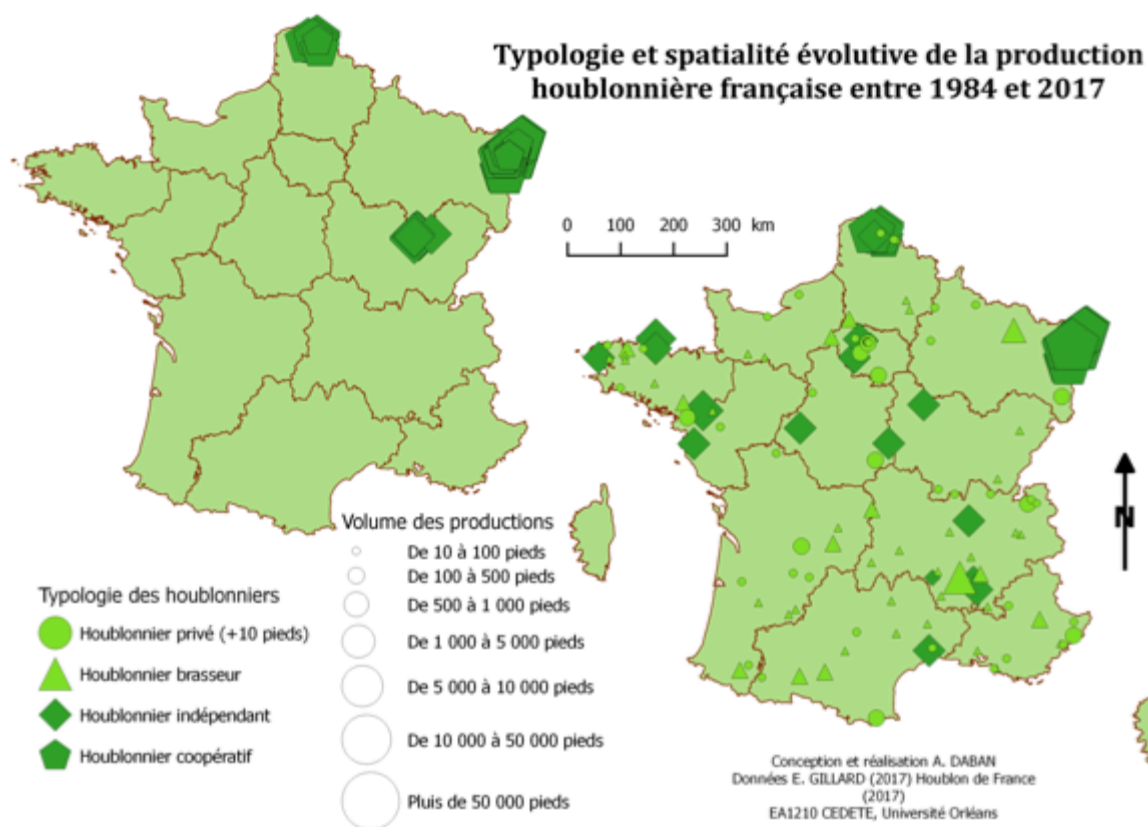 Typologie et spatialité évolutive de la production
houblonnière française entre 1984 et 2017
0 100 200 300 km
N
Volume des productions
De 10 à 100 pieds
De 100 à 500 pieds
De 500 à 1 000 pieds
De 1 000 à 5 000 pieds
De 5 000 à 10 000 pieds
De 10 000 à 50 000 pieds
Pluis de 50 000 pieds
Typologie des houblonniers
Houblonnier privé (+10 pieds)
Houblonnier brasseur
Houblonnier indépendant
Houblonnier coopératif
Conception et réalisation A. DABAN
Données E. GILLARD (2017) Houblon de France
(2017)
EA1210 CEDETE, Université Orléans